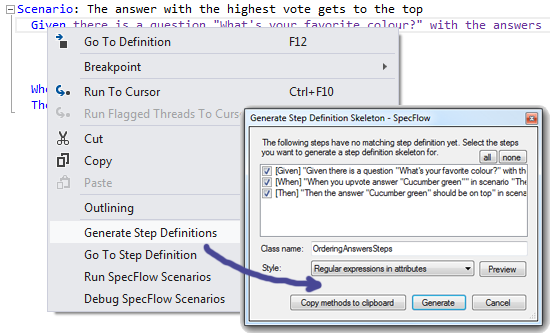 Scenario: The answer with the highest vote gets to the top
Given there is a question "What's your favorite colour?" with the answers
Go To Definition F12
Breakpoint
Run To Cursor Ctrl+F10
Run Flagged Threads To Cur
Cut
Copy
Paste
Outlining
Generate Step Definitions
Go To Step Definition
Run SpecFlow Scenarios
Debug SpecFlow Scenarios
Whe
The
Generate Step Definition Skeleton - SpecFlow
The following steps have no matching step definition yet. Select the steps
you want to generate a step definition skeleton for.
all none
[Given] "Given there is a question "What's your favorite colour?" with th
[When] "When you upvote answer "Cucumber green"" in scenario "The
[Then] "Then the answer "Cucumber green" should be on top" in scena
Class name: OrderingAnswersSteps
Style: Regular expressions in attributes Preview
Copy methods to clipboard Generate Cancel